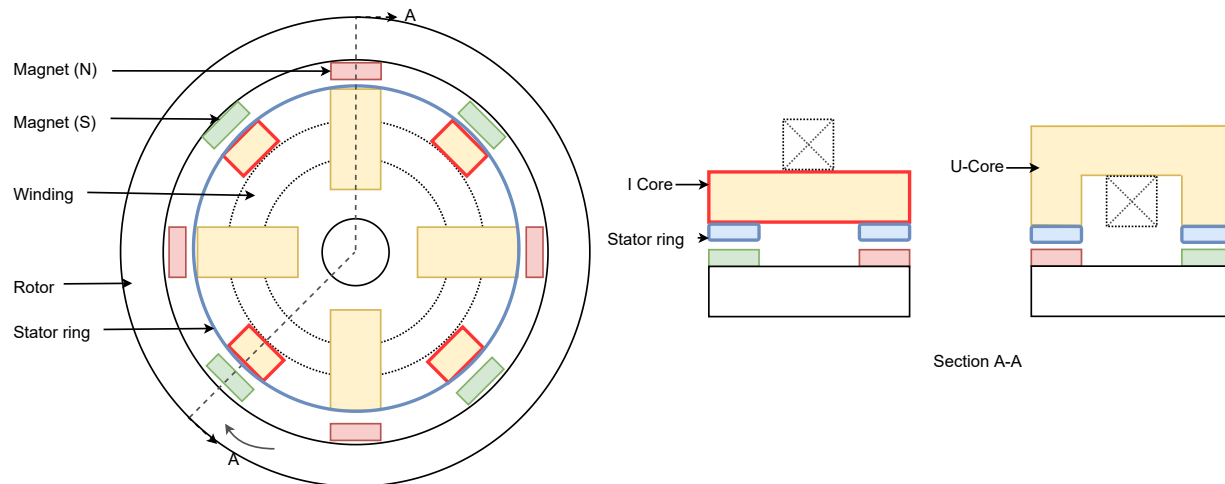 A
Magnet (N)
Magnet (S)
Winding
Rotor
Stator ring
A
I Core
Stator ring
U-Core
Section A-A